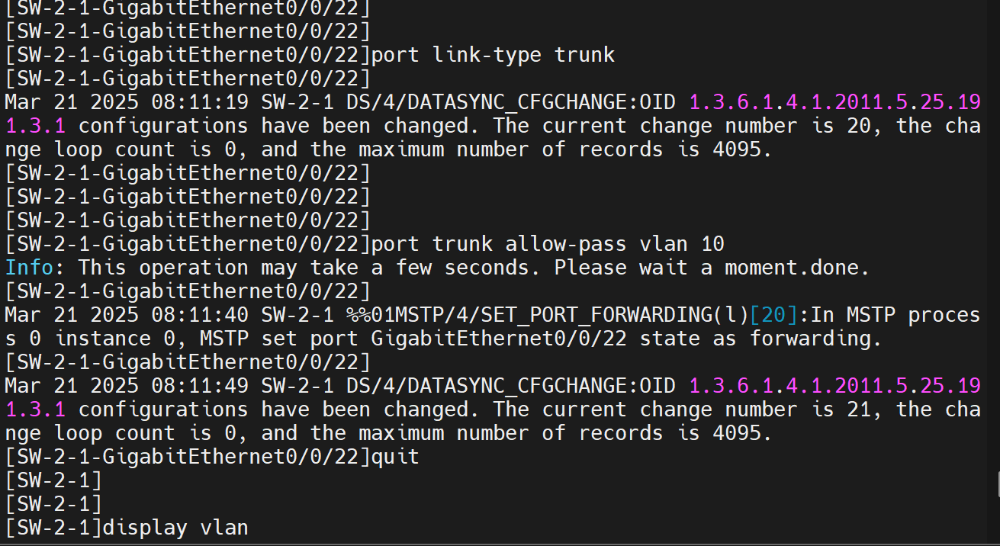 [SW-2-1-GigabitEthernet0/0/22]
[SW-2-1-GigabitEthernet0/0/22]
[SW-2-1-GigabitEthernet0/0/22]port link-type trunk
[SW-2-1-GigabitEthernet0/0/22]
Mar 21 2025 08:11:19 SW-2-1 DS/4/DATASYNC_CFGCHANGE:OID 1.3.6.1.4.1.2011.5.25.19
1.3.1 configurations have been changed. The current change number is 20, the cha
nge loop count is 0, and the maximum number of records is 4095.
[SW-2-1-GigabitEthernet0/0/22]
[SW-2-1-GigabitEthernet0/0/22]
[SW-2-1-GigabitEthernet0/0/22]
[SW-2-1-GigabitEthernet0/0/22]port trunk allow-pass vlan 10
Info: This operation may take a few seconds. Please wait a moment.done.
[SW-2-1-GigabitEthernet0/0/22]
Mar 21 2025 08:11:40 SW-2-1 %%01MSTP/4/SET_PORT_FORWARDING(l)[20]:In MSTP proces
s 0 instance 0, MSTP set port GigabitEthernet0/0/22 state as forwarding.
[SW-2-1-GigabitEthernet0/0/22]
Mar 21 2025 08:11:49 SW-2-1 DS/4/DATASYNC_CFGCHANGE:OID 1.3.6.1.4.1.2011.5.25.19
1.3.1 configurations have been changed. The current change number is 21, the cha
nge loop count is 0, and the maximum number of records is 4095.
[SW-2-1-GigabitEthernet0/0/22]quit
[SW-2-1]
[SW-2-1]
[SW-2-1]display vlan